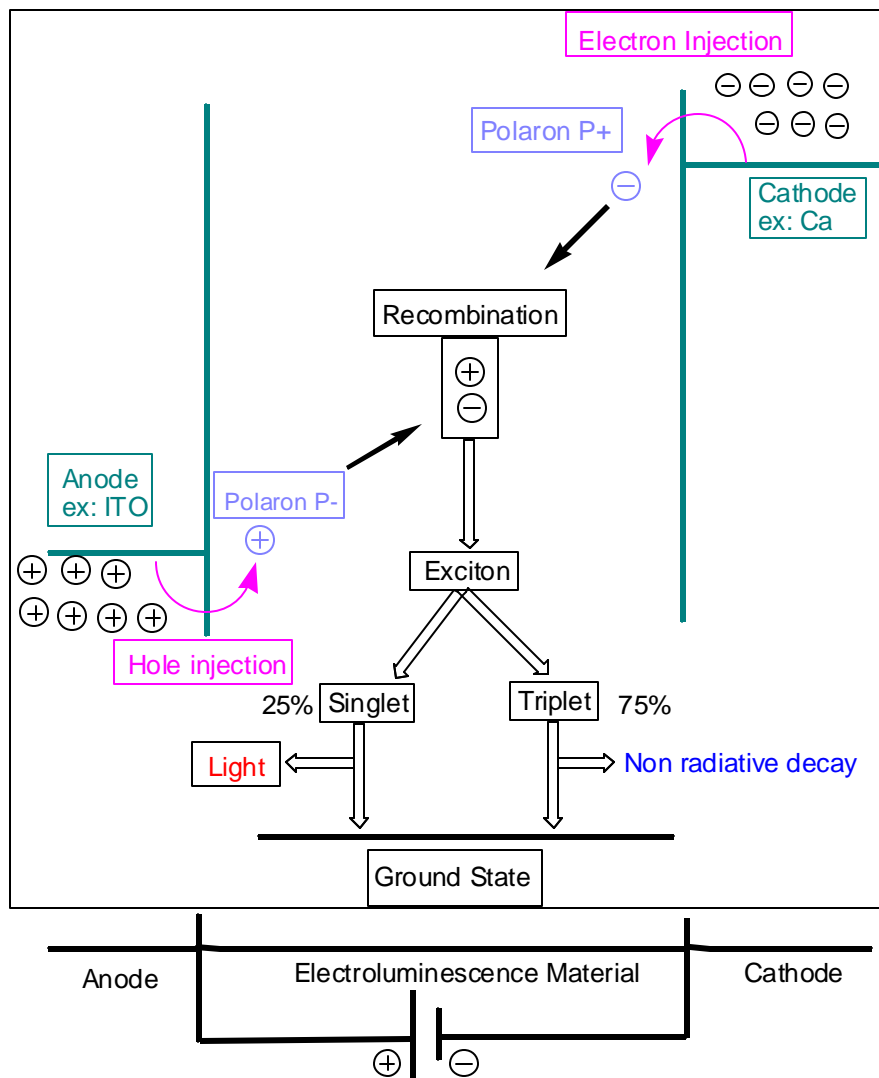 Electron Injection
Polaron P+
Cathode
ex: Ca
Recombination
Anode
ex: ITO
Polaron P-
Exciton
Hole injection
25%
Singlet
Triplet
75%
Light
Non radiative decay
Ground State
Anode
Electroluminescence Material
Cathode